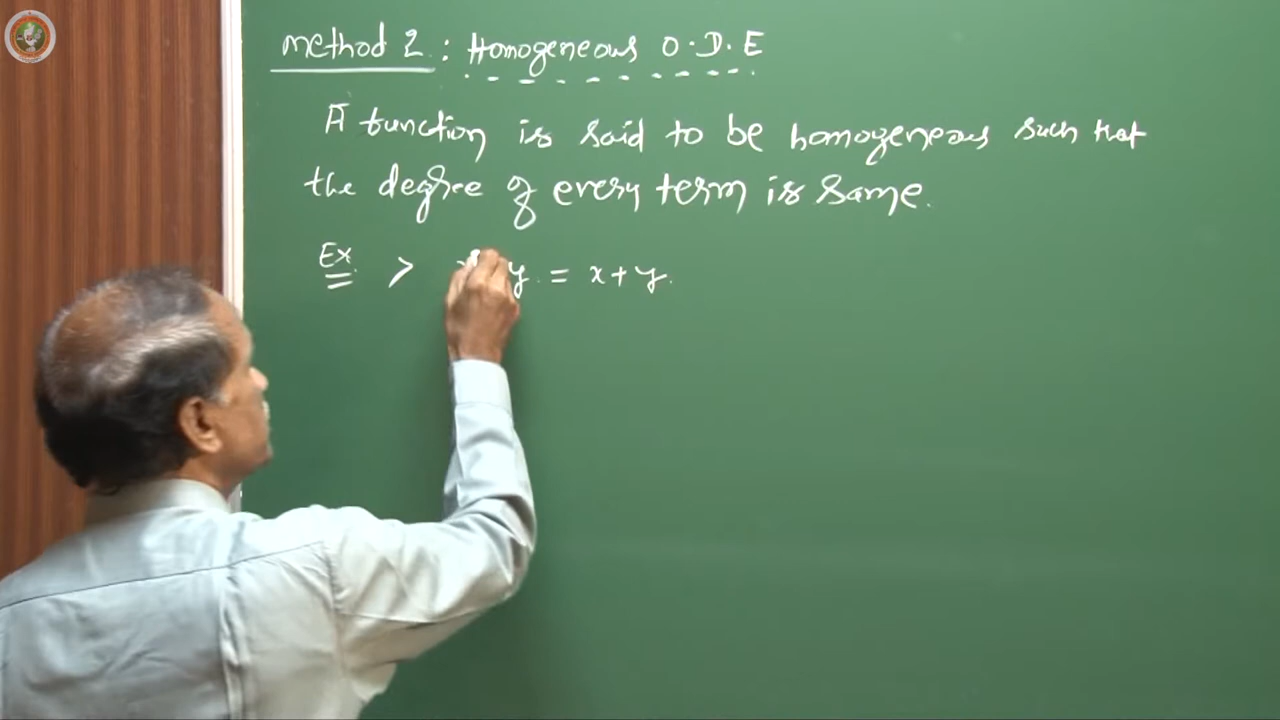 Method 2 : Homogeneous O.D.E
A function is said to be homogeneous such that
the degree of every term is same.
Ex. > y = x + y.